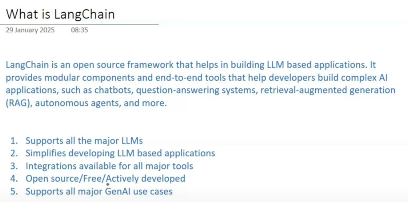 What is LangChain
29 January 2025 08:35
LangChain is an open source framework that helps in building LLM based applications. It
provides modular components and end-to-end tools that help developers build complex AI
applications, such as chatbots, question-answering systems, retrieval-augmented generation
(RAG), autonomous agents, and more.
1. Supports all the major LLMs
2. Simplifies developing LLM based applications
3. Integrations available for all major tools
4. Open source/Free/Actively developed
5. Supports all major GenAI use cases